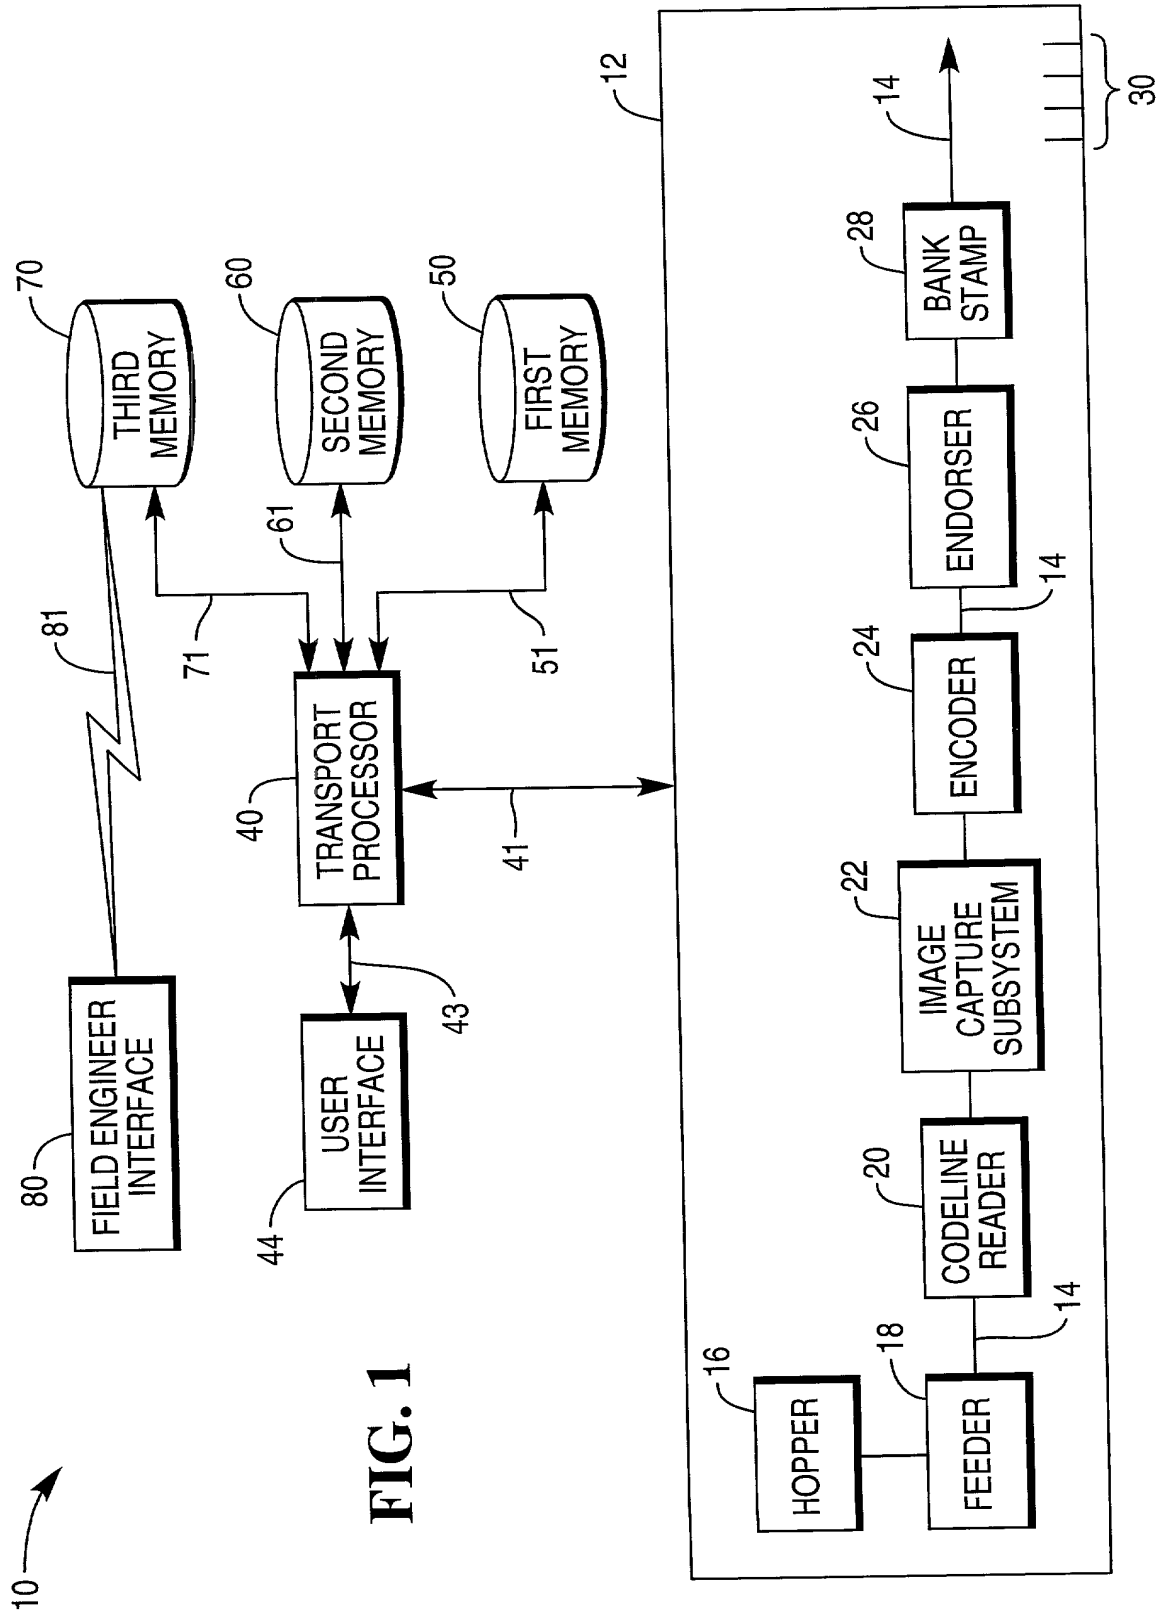 10
FIG. 1
80
FIELD ENGINEER
INTERFACE
81
70
THIRD
MEMORY
71
60
SECOND
MEMORY
61
50
FIRST
MEMORY
51
40
TRANSPORT
PROCESSOR
41
43
44
USER
INTERFACE
12
16
HOPPER
18
FEEDER
14
20
CODELINE
READER
22
IMAGE
CAPTURE
SUBSYSTEM
24
ENCODER
14
26
ENDORSER
28
BANK
STAMP
14
30